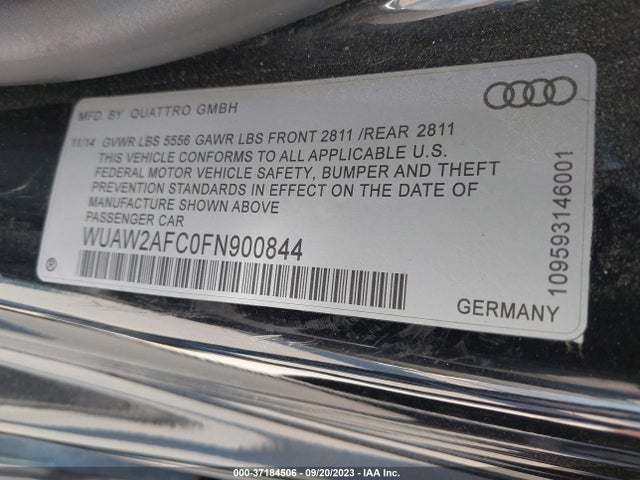 MFD. BY QUATTRO GMBH
11/14 GVWR LBS 5556 GAWR LBS FRONT 2811 /REAR 2811
THIS VEHICLE CONFORMS TO ALL APPLICABLE U.S.
FEDERAL MOTOR VEHICLE SAFETY, BUMPER AND THEFT
PREVENTION STANDARDS IN EFFECT ON THE DATE OF
MANUFACTURE SHOWN ABOVE
PASSENGER CAR
WUAW2AFC0FN900844
®
GERMANY
109593146001
000-37184506 - 09/20/2023 - IAA Inc.